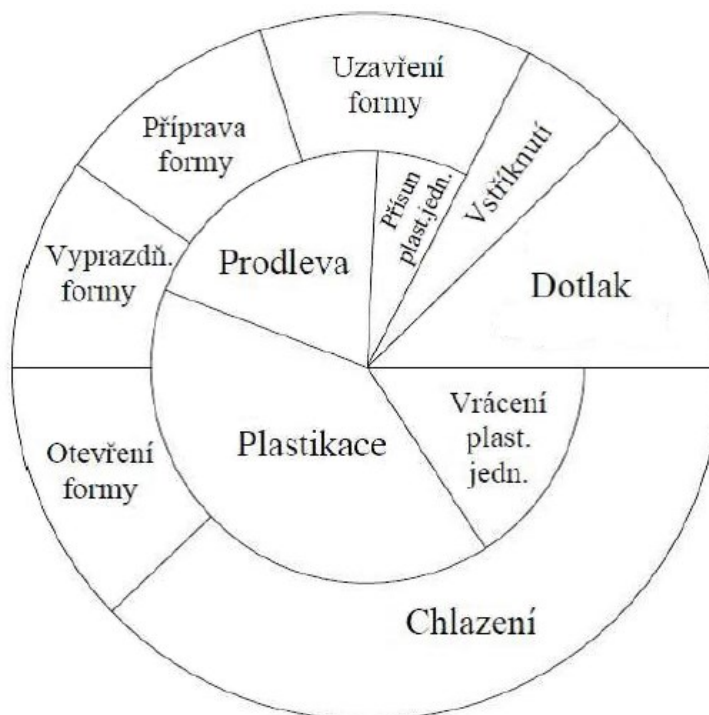 Uzavření
formy
Příprava
formy
Vstříknutí
Přísun
plast.jedn.
Vyprazdň.
formy
Prodleva
Dotlak
Vrácení
plast.
jedn.
Plastikace
Otevření
formy
Chlazení